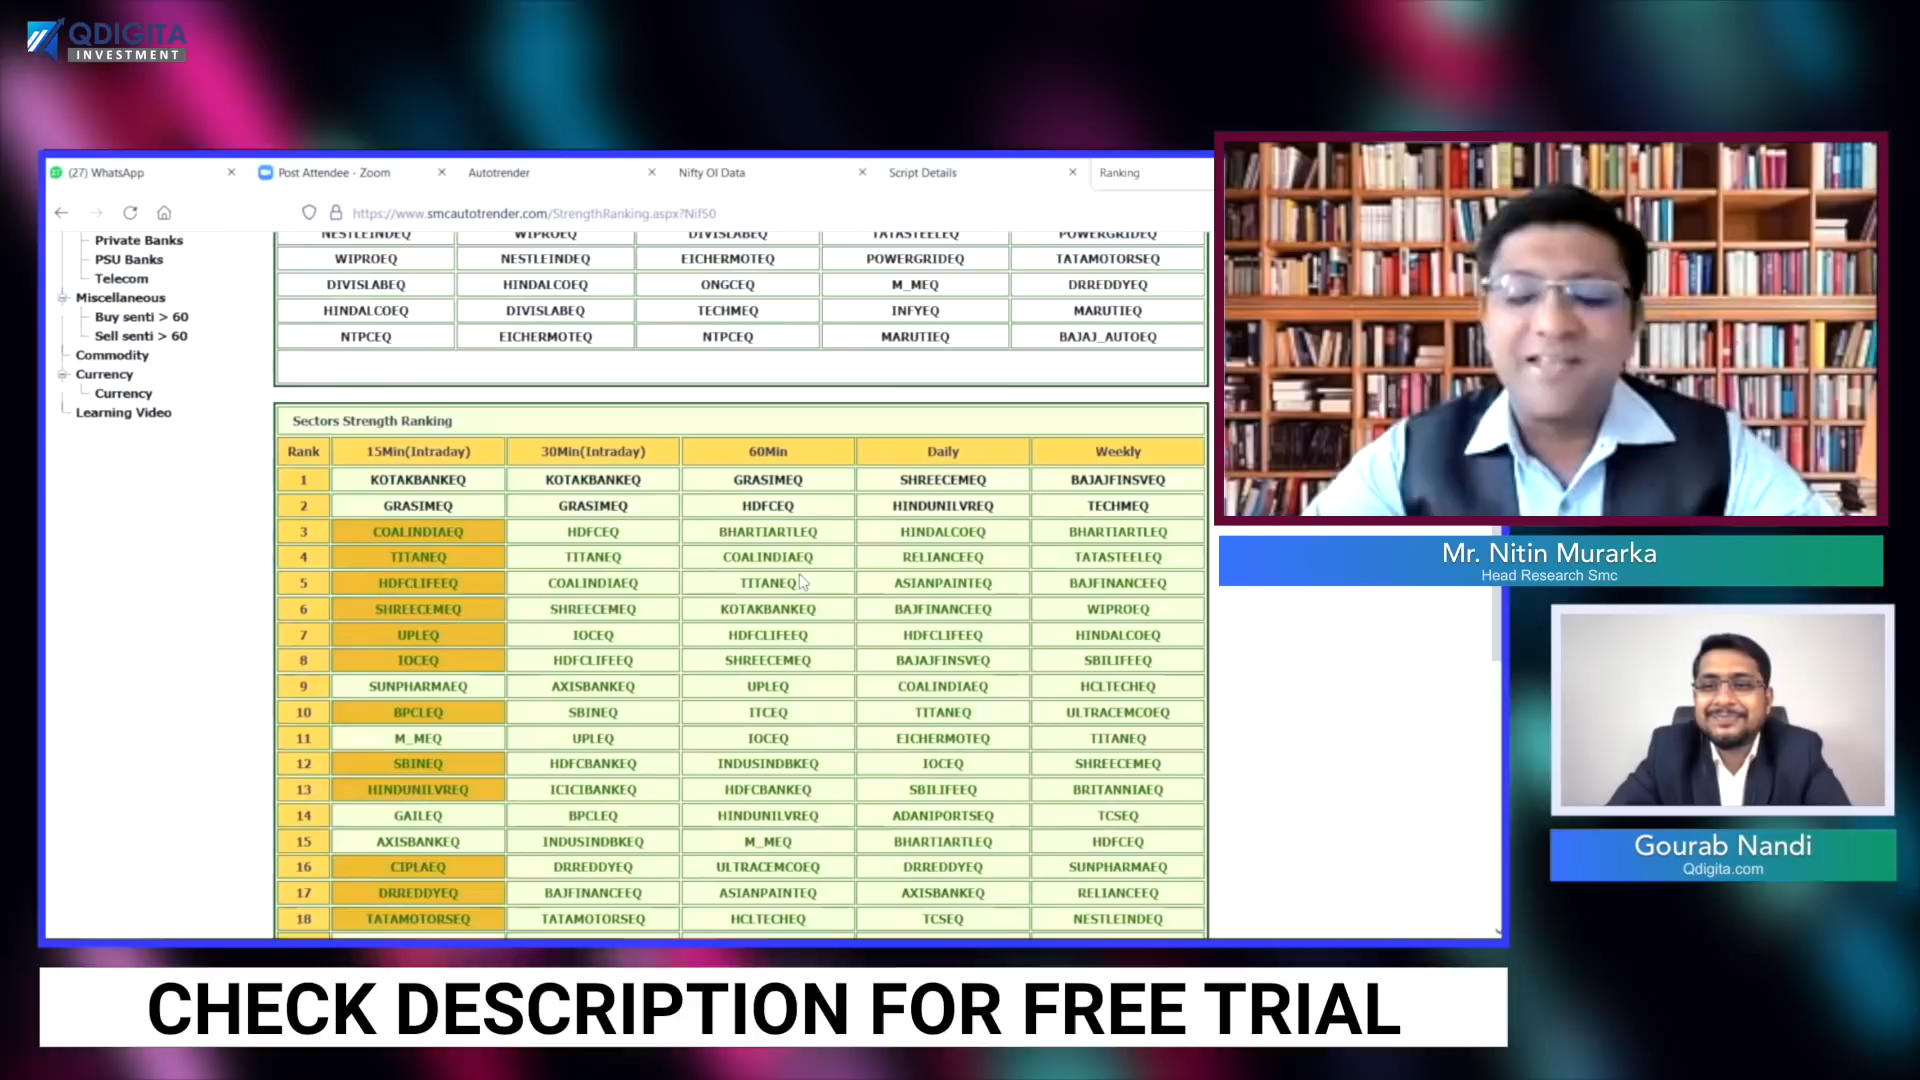 QDIGITA
INVESTMENT
(27) WhatsApp
Post Attendee - Zoom
Autotrender
Nifty OI Data
Script Details
Ranking
https://www.smcautotrender.com/StrengthRanking.aspx?Nif50
Private Banks
PSU Banks
Telecom
Miscellaneous
Buy senti > 60
Sell senti > 60
Commodity
Currency
Currency
Learning Video
NESTLEINDEQ WIPROEQ DIVISLABEQ TATASTEELEQ POWERGRIDEQ
WIPROEQ NESTLEINDEQ EICHERMOTEQ POWERGRIDEQ TATAMOTORSEQ
DIVISLABEQ HINDALCOEQ ONGCEQ M_MEQ DRREDDYEQ
HINDALCOEQ DIVISLABEQ TECHMEQ INFYEQ MARUTIEQ
NTPCEQ EICHERMOTEQ NTPCEQ MARUTIEQ BAJAJ_AUTOEQ
Sectors Strength Ranking
Rank 15Min(Intraday) 30Min(Intraday) 60Min Daily Weekly
1 KOTAKBANKEQ KOTAKBANKEQ GRASIMEQ SHREECEMEQ BAJAJFINSVEQ
2 GRASIMEQ GRASIMEQ HDFCEQ HINDUNILVREQ TECHMEQ
3 COALINDIAEQ HDFCEQ BHARTIARTLEQ HINDALCOEQ BHARTIARTLEQ
4 TITANEQ TITANEQ COALINDIAEQ RELIANCEEQ TATASTEELEQ
5 HDFCLIFEEQ COALINDIAEQ TITANEQ ASIANPAINTEQ BAJFINANCEEQ
6 SHREECEMEQ SHREECEMEQ KOTAKBANKEQ BAJFINANCEEQ WIPROEQ
7 UPLEQ IOCEQ HDFCLIFEEQ HDFCLIFEEQ HINDALCOEQ
8 IOCEQ HDFCLIFEEQ SHREECEMEQ BAJAJFINSVEQ SBILIFEEQ
9 SUNPHARMAEQ AXISBANKEQ UPLEQ COALINDIAEQ HCLTECHEQ
10 BPCLEQ SBINEQ ITCEQ TITANEQ ULTRACEMCOEQ
11 M_MEQ UPLEQ IOCEQ EICHERMOTEQ TITANEQ
12 SBINEQ HDFCBANKEQ INDUSINDBKEQ IOCEQ SHREECEMEQ
13 HINDUNILVREQ ICICIBANKEQ HDFCBANKEQ SBILIFEEQ BRITANNIAEQ
14 GAILEQ BPCLEQ HINDUNILVREQ ADANIPORTSEQ TCSEQ
15 AXISBANKEQ INDUSINDBKEQ M_MEQ BHARTIARTLEQ HDFCEQ
16 CIPLAEQ DRREDDYEQ ULTRACEMCOEQ DRREDDYEQ SUNPHARMAEQ
17 DRREDDYEQ BAJFINANCEEQ ASIANPAINTEQ AXISBANKEQ RELIANCEEQ
18 TATAMOTORSEQ TATAMOTORSEQ HCLTECHEQ TCSEQ NESTLEINDEQ
Mr. Nitin Murarka
Head Research Smc
Gourab Nandi
Qdigita.com
CHECK DESCRIPTION FOR FREE TRIAL